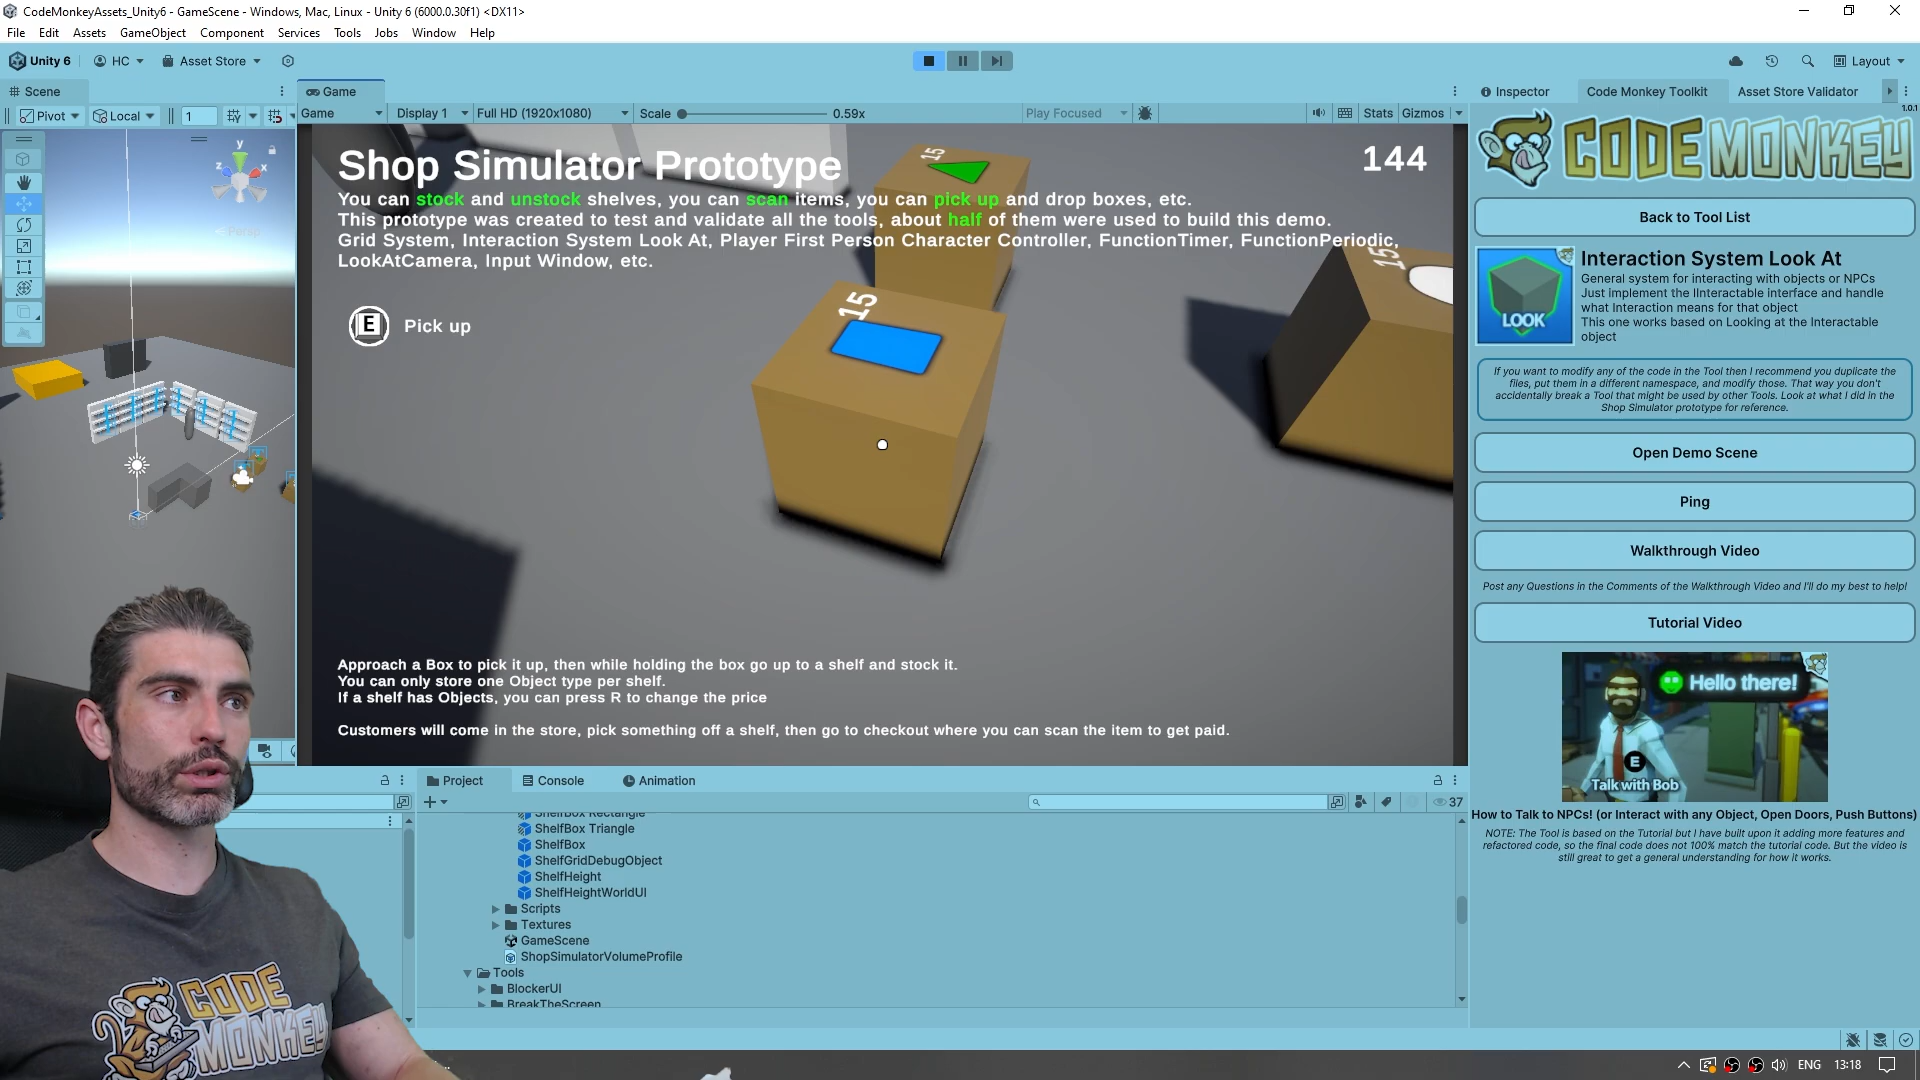 CodeMonkeyAssets_Unity6 - GameScene - Windows, Mac, Linux - Unity 6 (6000.0.30f1) <DX11>
File Edit Assets GameObject Component Services Tools Jobs Window Help
Unity 6 HC Asset Store Layout
Scene Game Inspector Code Monkey Toolkit Asset Store Validator
Pivot Local 1 Game Display 1 Full HD (1920x1080) Scale 0.59x Play Focused Stats Gizmos
1.0.1
CODE MONKEY
y
x
z
Persp
Shop Simulator Prototype
144
You can stock and unstock shelves, you can scan items, you can pick up and drop boxes, etc.
This prototype was created to test and validate all the tools, about half of them were used to build this demo.
Grid System, Interaction System Look At, Player First Person Character Controller, FunctionTimer, FunctionPeriodic,
LookAtCamera, Input Window, etc.
15
15
15
E Pick up
Approach a Box to pick it up, then while holding the box go up to a shelf and stock it.
You can only store one Object type per shelf.
If a shelf has Objects, you can press R to change the price
Customers will come in the store, pick something off a shelf, then go to checkout where you can scan the item to get paid.
Back to Tool List
LOOK
Interaction System Look At
General system for interacting with objects or NPCs
Just implement the IInteractable interface and handle
what Interaction means for that object
This one works based on Looking at the Interactable
object
If you want to modify any of the code in the Tool then I recommend you duplicate the
files, put them in a different namespace, and modify those. That way you don't
accidentally break a Tool that might be used by other Tools. Look at what I did in the
Shop Simulator prototype for reference.
Open Demo Scene
Ping
Walkthrough Video
Post any Questions in the Comments of the Walkthrough Video and I'll do my best to help!
Tutorial Video
Hello there!
E
Talk with Bob
How to Talk to NPCs! (or Interact with any Object, Open Doors, Push Buttons)
NOTE: The Tool is based on the Tutorial but I have built upon it adding more features and
refactored code, so the final code does not 100% match the tutorial code. But the video is
still great to get a general understanding for how it works.
Project Console Animation
37
ShelfBox Rectangle
ShelfBox Triangle
ShelfBox
ShelfGridDebugObject
ShelfHeight
ShelfHeightWorldUI
Scripts
Textures
GameScene
ShopSimulatorVolumeProfile
Tools
BlockerUI
BreakTheScreen
CODE
MONKEY
ENG 13:18